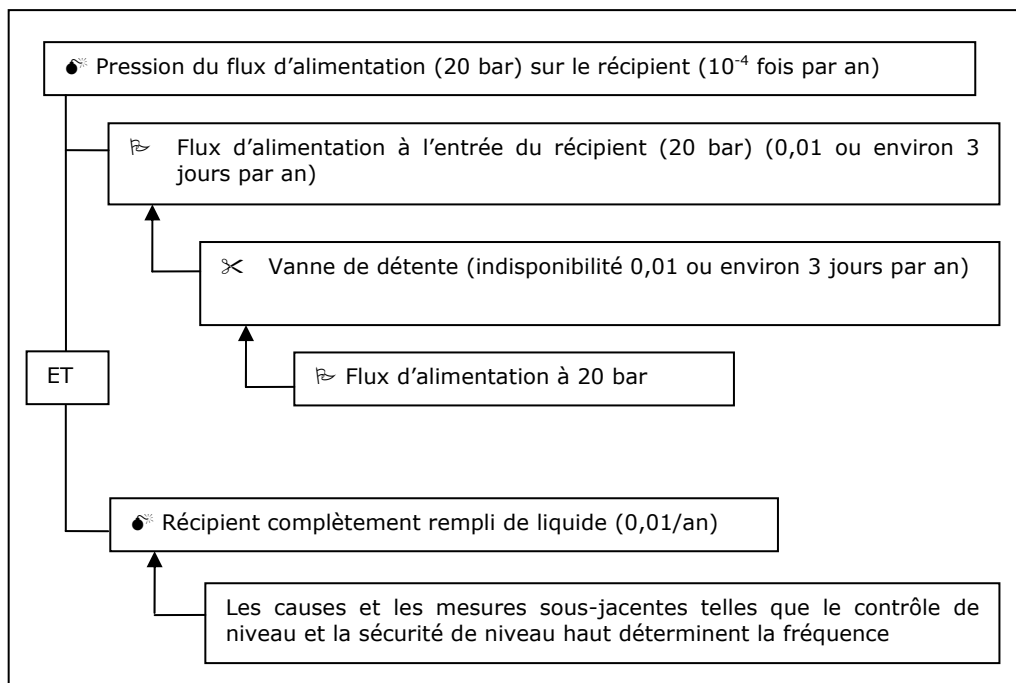 💣 Pression du flux d’alimentation (20 bar) sur le récipient (10⁻⁴ fois par an)
Flux d’alimentation à l’entrée du récipient (20 bar) (0,01 ou environ 3
jours par an)
✂ Vanne de détente (indisponibilité 0,01 ou environ 3 jours par an)
Flux d’alimentation à 20 bar
ET
💣 Récipient complètement rempli de liquide (0,01/an)
Les causes et les mesures sous-jacentes telles que le contrôle de
niveau et la sécurité de niveau haut déterminent la fréquence